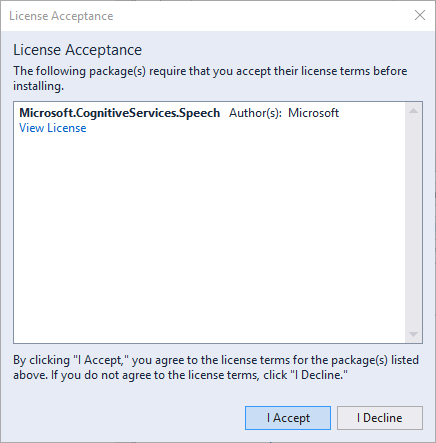 License Acceptance
License Acceptance
The following package(s) require that you accept their license terms before
installing.
Microsoft.CognitiveServices.Speech Author(s): Microsoft
View License
By clicking "I Accept," you agree to the license terms for the package(s) listed
above. If you do not agree to the license terms, click "I Decline."
I Accept I Decline